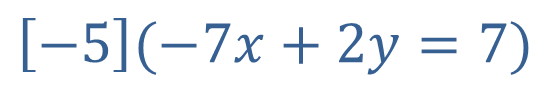 [−5](−7x + 2y = 7)